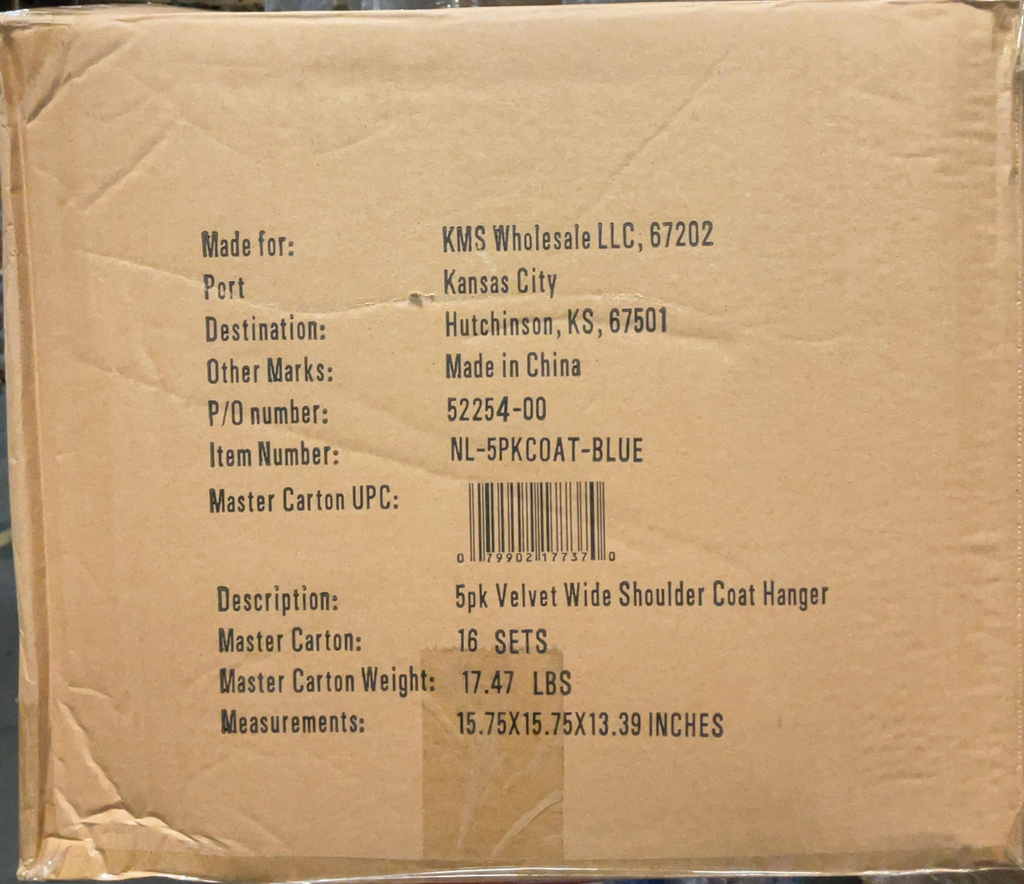 Made for: KMS Wholesale LLC, 67202
Port Kansas City
Destination: Hutchinson, KS, 67501
Other Marks: Made in China
P/O number: 52254-00
Item Number: NL-5PKCOAT-BLUE
Master Carton UPC:
0 79902 17737 0
Description: 5pk Velvet Wide Shoulder Coat Hanger
Master Carton: 16 SETS
Master Carton Weight: 17.47 LBS
Measurements: 15.75X15.75X13.39 INCHES